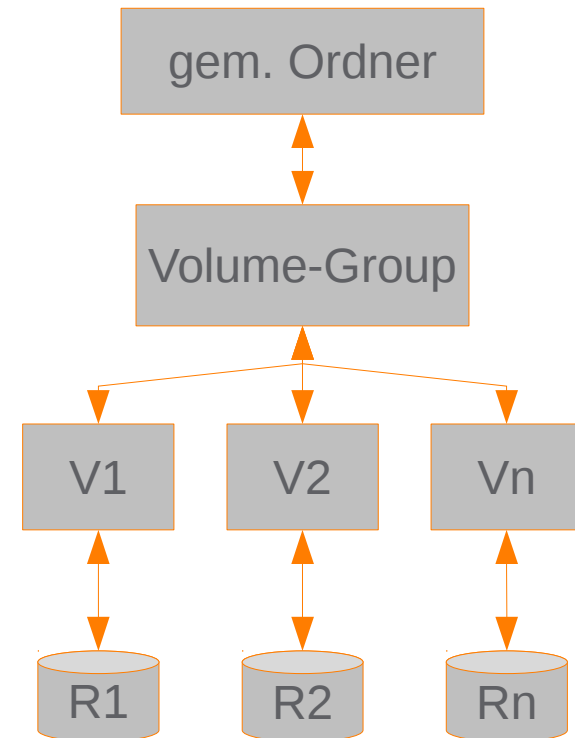 gem. Ordner
Volume-Group
V1
V2
Vn
R1
R2
Rn